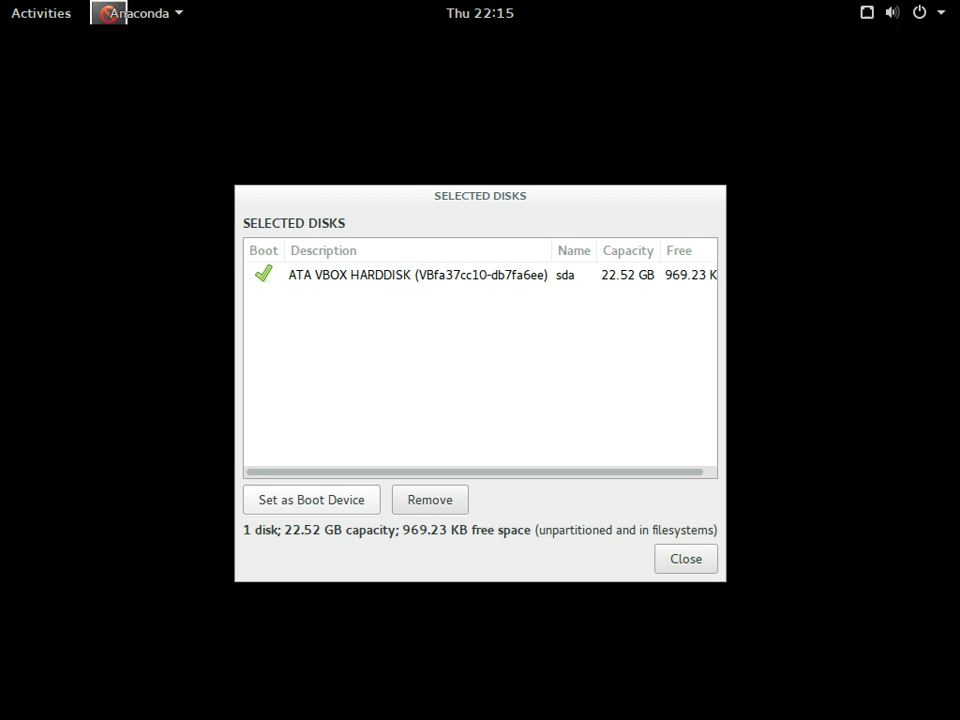 Activities Anaconda Thu 22:15
SELECTED DISKS
SELECTED DISKS
Boot Description Name Capacity Free
ATA VBOX HARDDISK (VBfa37cc10-db7fa6ee) sda 22.52 GB 969.23 K
Set as Boot Device Remove
1 disk; 22.52 GB capacity; 969.23 KB free space (unpartitioned and in filesystems)
Close